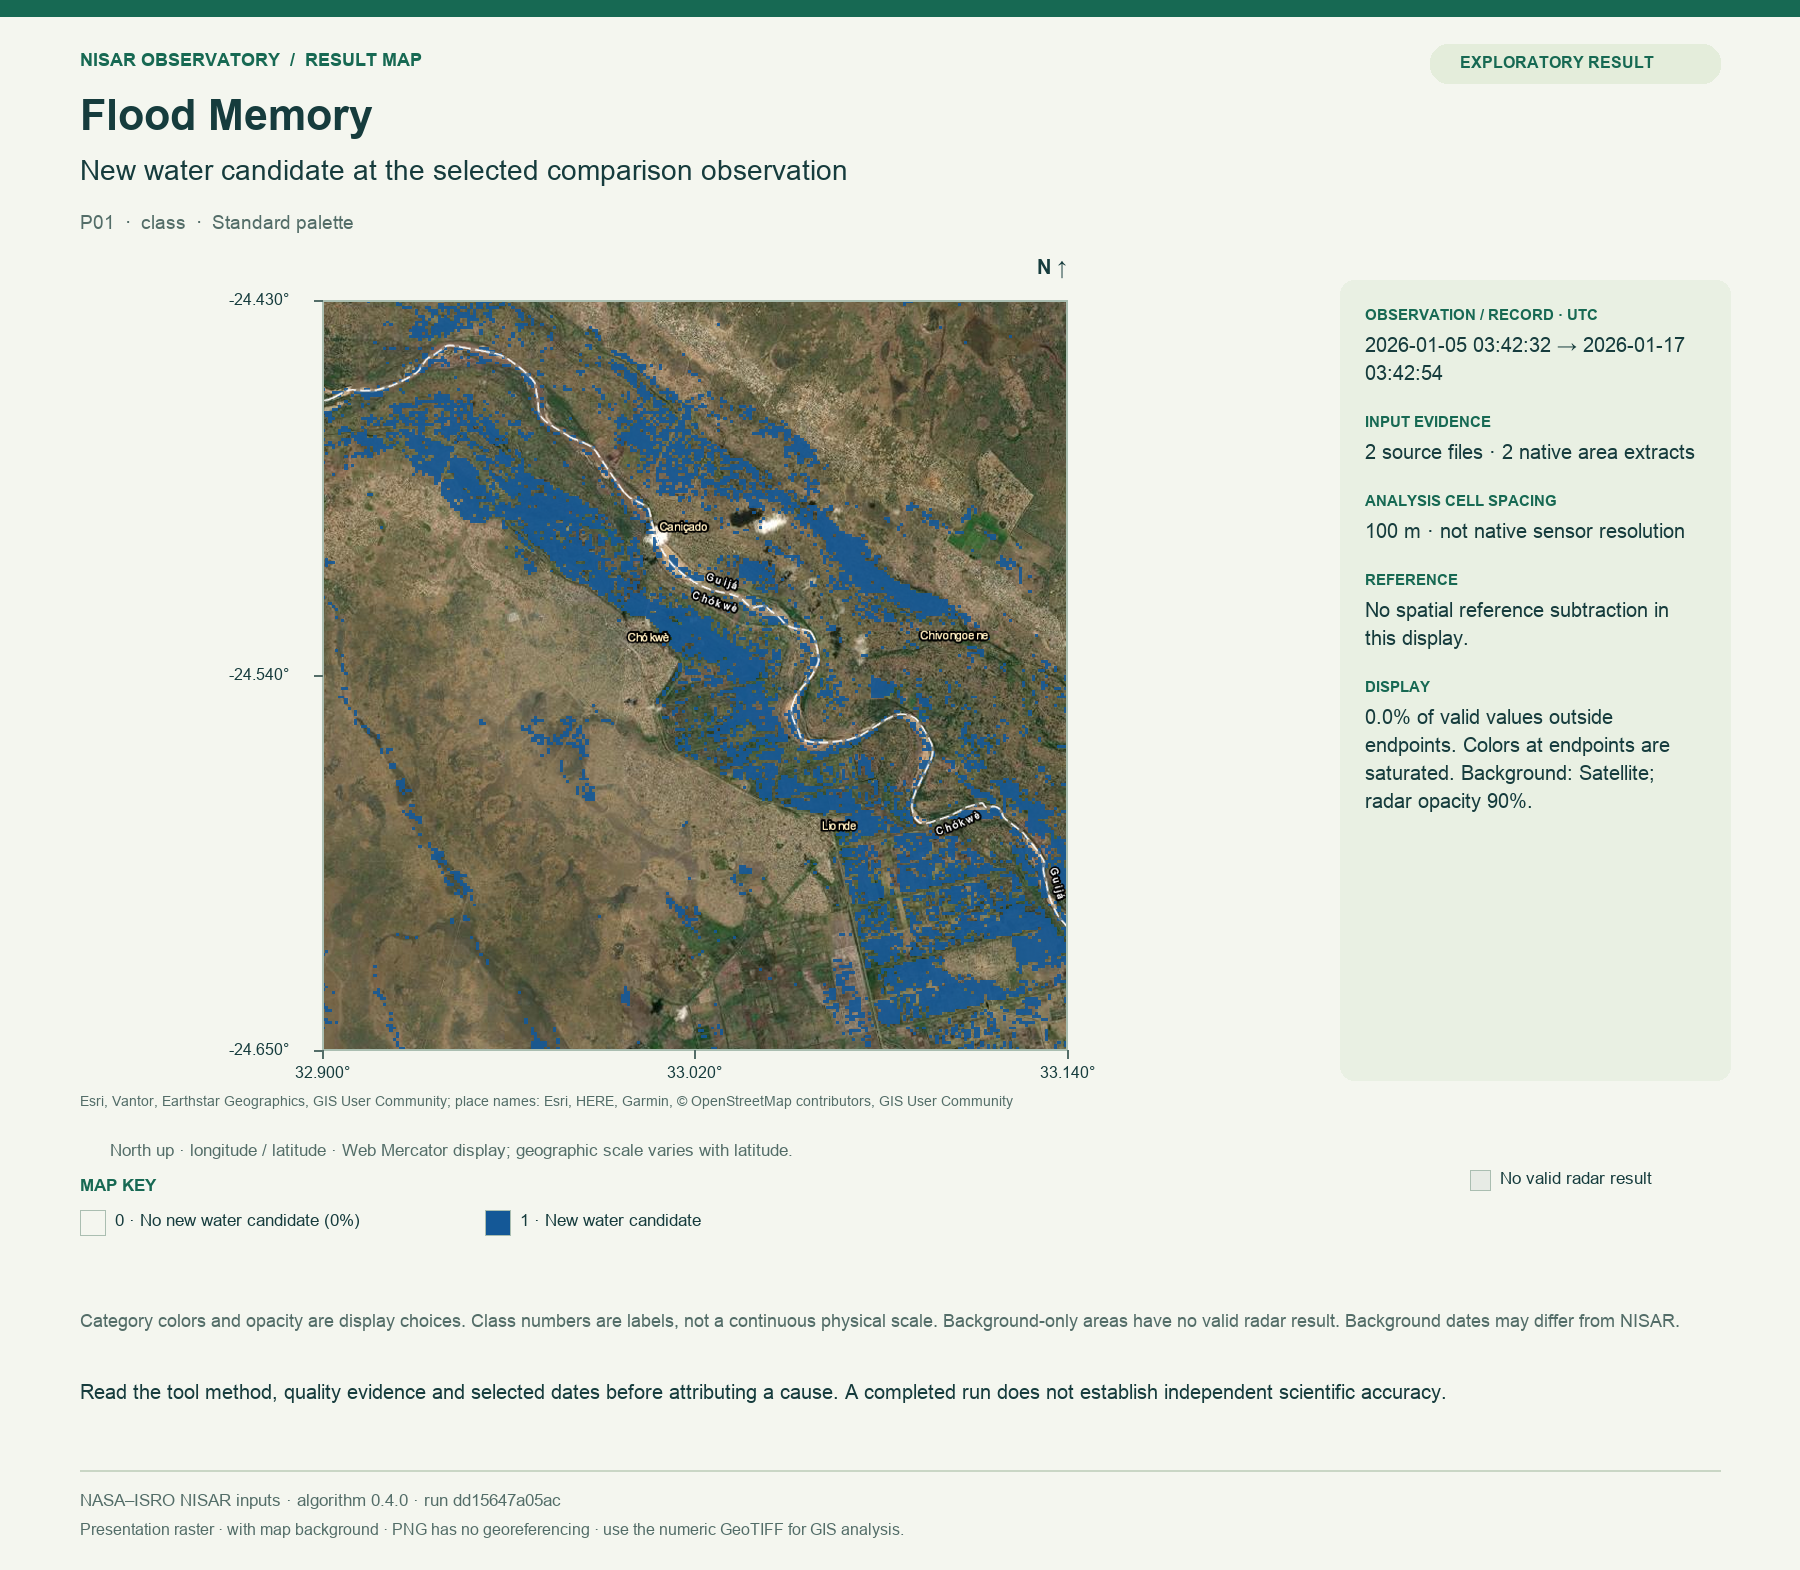 NISAR OBSERVATORY / RESULT MAP
EXPLORATORY RESULT
Flood Memory
New water candidate at the selected comparison observation
P01 · class · Standard palette
N ↑
-24.430°
-24.540°
-24.650°
32.900°
33.020°
33.140°
Caniçado
Guijá
Chókwè
Chókwè
Chivongoene
Lionde
Chókwè
Guijá
OBSERVATION / RECORD · UTC
2026-01-05 03:42:32 → 2026-01-17
03:42:54
INPUT EVIDENCE
2 source files · 2 native area extracts
ANALYSIS CELL SPACING
100 m · not native sensor resolution
REFERENCE
No spatial reference subtraction in
this display.
DISPLAY
0.0% of valid values outside
endpoints. Colors at endpoints are
saturated. Background: Satellite;
radar opacity 90%.
Esri, Vantor, Earthstar Geographics, GIS User Community; place names: Esri, HERE, Garmin, © OpenStreetMap contributors, GIS User Community
North up · longitude / latitude · Web Mercator display; geographic scale varies with latitude.
MAP KEY
No valid radar result
0 · No new water candidate (0%)
1 · New water candidate
Category colors and opacity are display choices. Class numbers are labels, not a continuous physical scale. Background-only areas have no valid radar result. Background dates may differ from NISAR.
Read the tool method, quality evidence and selected dates before attributing a cause. A completed run does not establish independent scientific accuracy.
NASA–ISRO NISAR inputs · algorithm 0.4.0 · run dd15647a05ac
Presentation raster · with map background · PNG has no georeferencing · use the numeric GeoTIFF for GIS analysis.